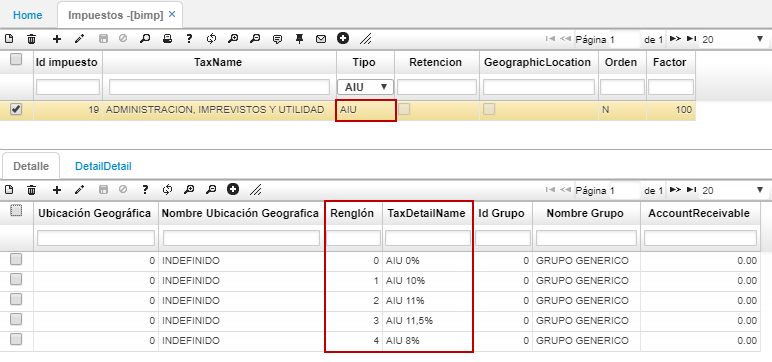 Home Impuestos -[bimp] ✕
Página 1 de 1 20
Id impuesto TaxName Tipo Retencion GeographicLocation Orden Factor
AIU
19 ADMINISTRACION, IMPREVISTOS Y UTILIDAD AIU N 100
Detalle DetailDetail
Página 1 de 1 20
Ubicación Geográfica Nombre Ubicación Geografica Renglón TaxDetailName Id Grupo Nombre Grupo AccountReceivable
0 INDEFINIDO 0 AIU 0% 0 GRUPO GENERICO 0.00
0 INDEFINIDO 1 AIU 10% 0 GRUPO GENERICO 0.00
0 INDEFINIDO 2 AIU 11% 0 GRUPO GENERICO 0.00
0 INDEFINIDO 3 AIU 11,5% 0 GRUPO GENERICO 0.00
0 INDEFINIDO 4 AIU 8% 0 GRUPO GENERICO 0.00